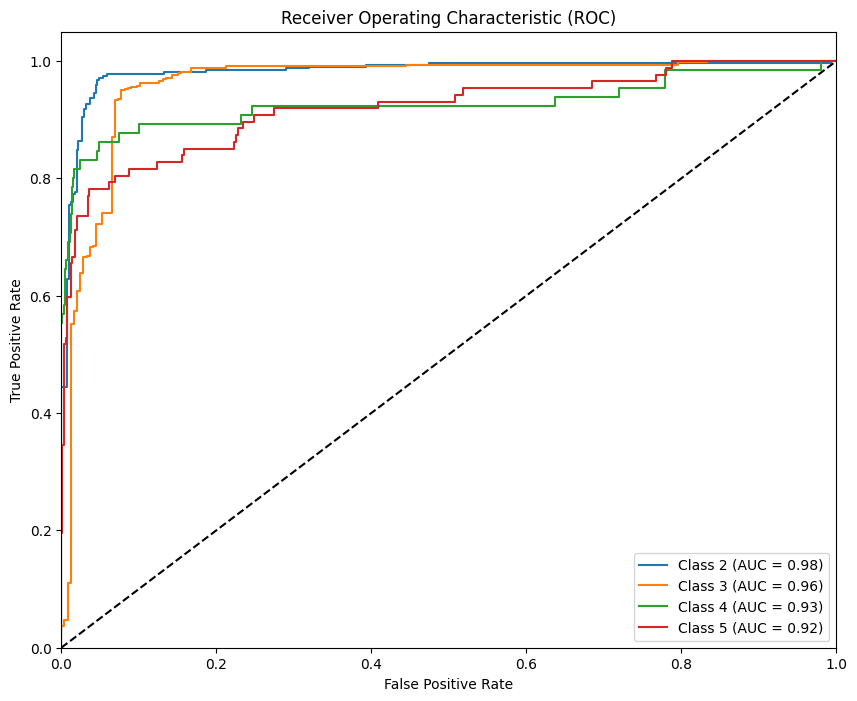 Receiver Operating Characteristic (ROC)
1.0
0.8
0.6
0.4
0.2
0.0
True Positive Rate
0.0 0.2 0.4 0.6 0.8 1.0
False Positive Rate
Class 2 (AUC = 0.98)
Class 3 (AUC = 0.96)
Class 4 (AUC = 0.93)
Class 5 (AUC = 0.92)